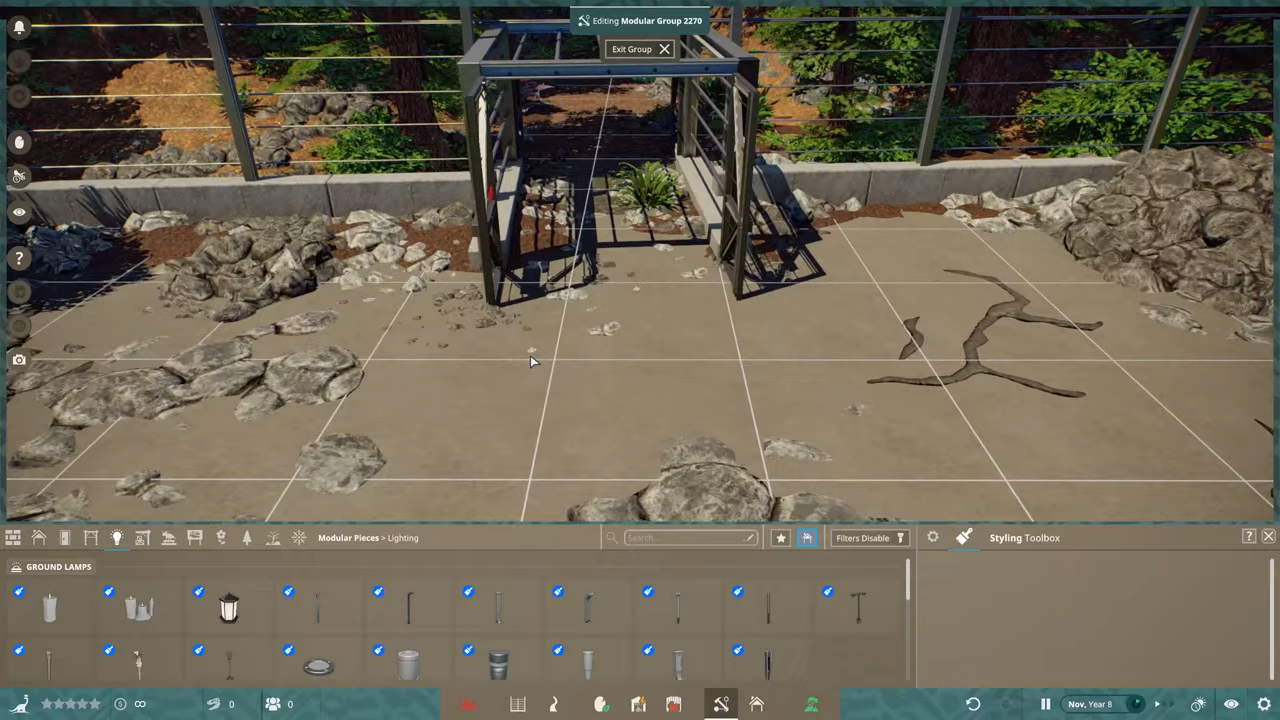 Editing Modular Group 2270
Exit Group
Modular Pieces > Lighting
Search...
Filters Disable
Styling Toolbox
?
GROUND LAMPS
?
0
0
Nov, Year 8